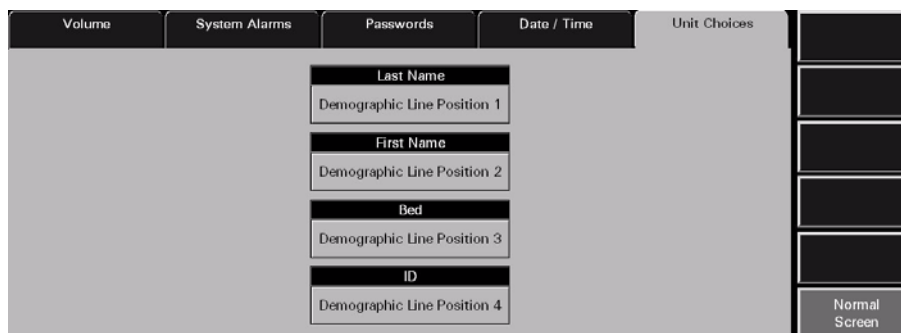 Volume
System Alarms
Passwords
Date / Time
Unit Choices
Last Name
Demographic Line Position 1
First Name
Demographic Line Position 2
Bed
Demographic Line Position 3
ID
Demographic Line Position 4
Normal
Screen